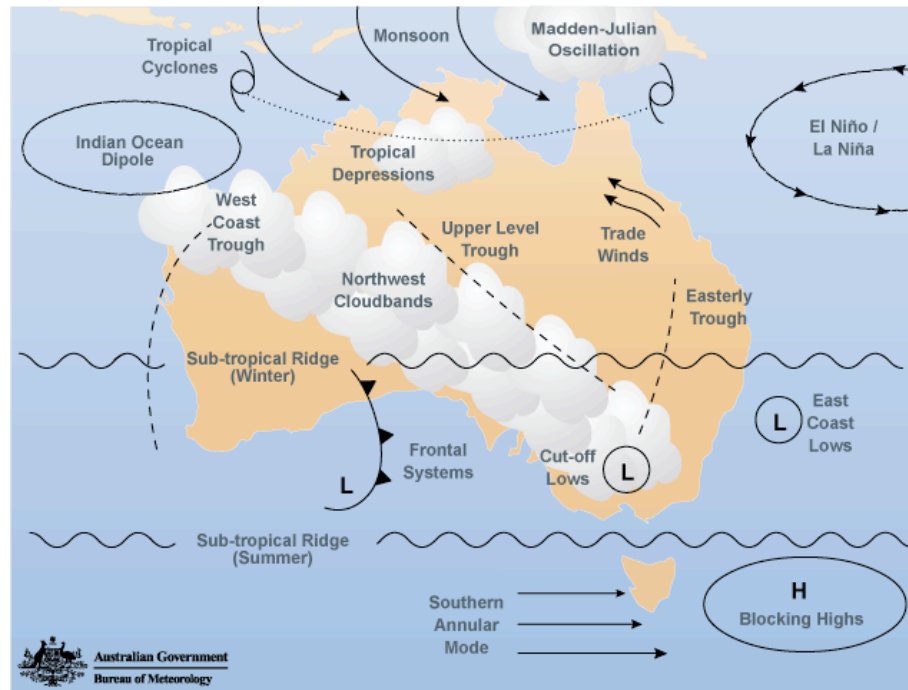 Madden-Julian
Oscillation
Monsoon
Tropical
Cyclones
El Niño /
La Niña
Indian Ocean
Dipole
Tropical
Depressions
West
Coast
Trough
Upper Level
Trough
Trade
Winds
Northwest
Cloudbands
Easterly
Trough
Sub-tropical Ridge
(Winter)
East
Coast
Lows
L
Frontal
Systems
L
Cut-off
Lows
L
Sub-tropical Ridge
(Summer)
H
Blocking Highs
Southern
Annular
Mode
Australian Government
Bureau of Meteorology